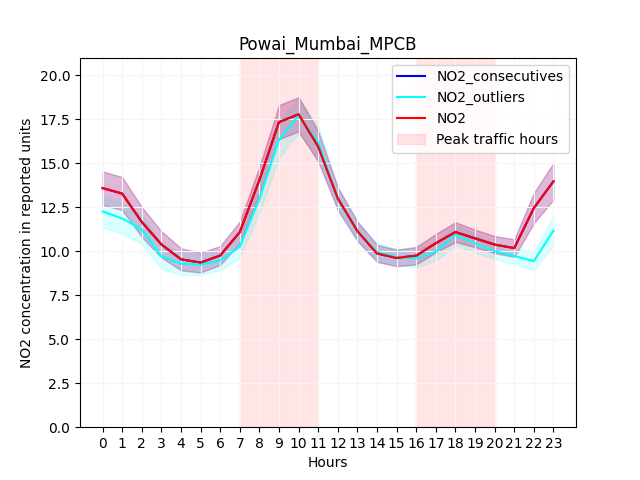 Powai_Mumbai_MPCB
NO2_consecutives
NO2_outliers
NO2
Peak traffic hours
NO2 concentration in reported units
20.0
17.5
15.0
12.5
10.0
7.5
5.0
2.5
0.0
0 1 2 3 4 5 6 7 8 9 10 11 12 13 14 15 16 17 18 19 20 21 22 23
Hours